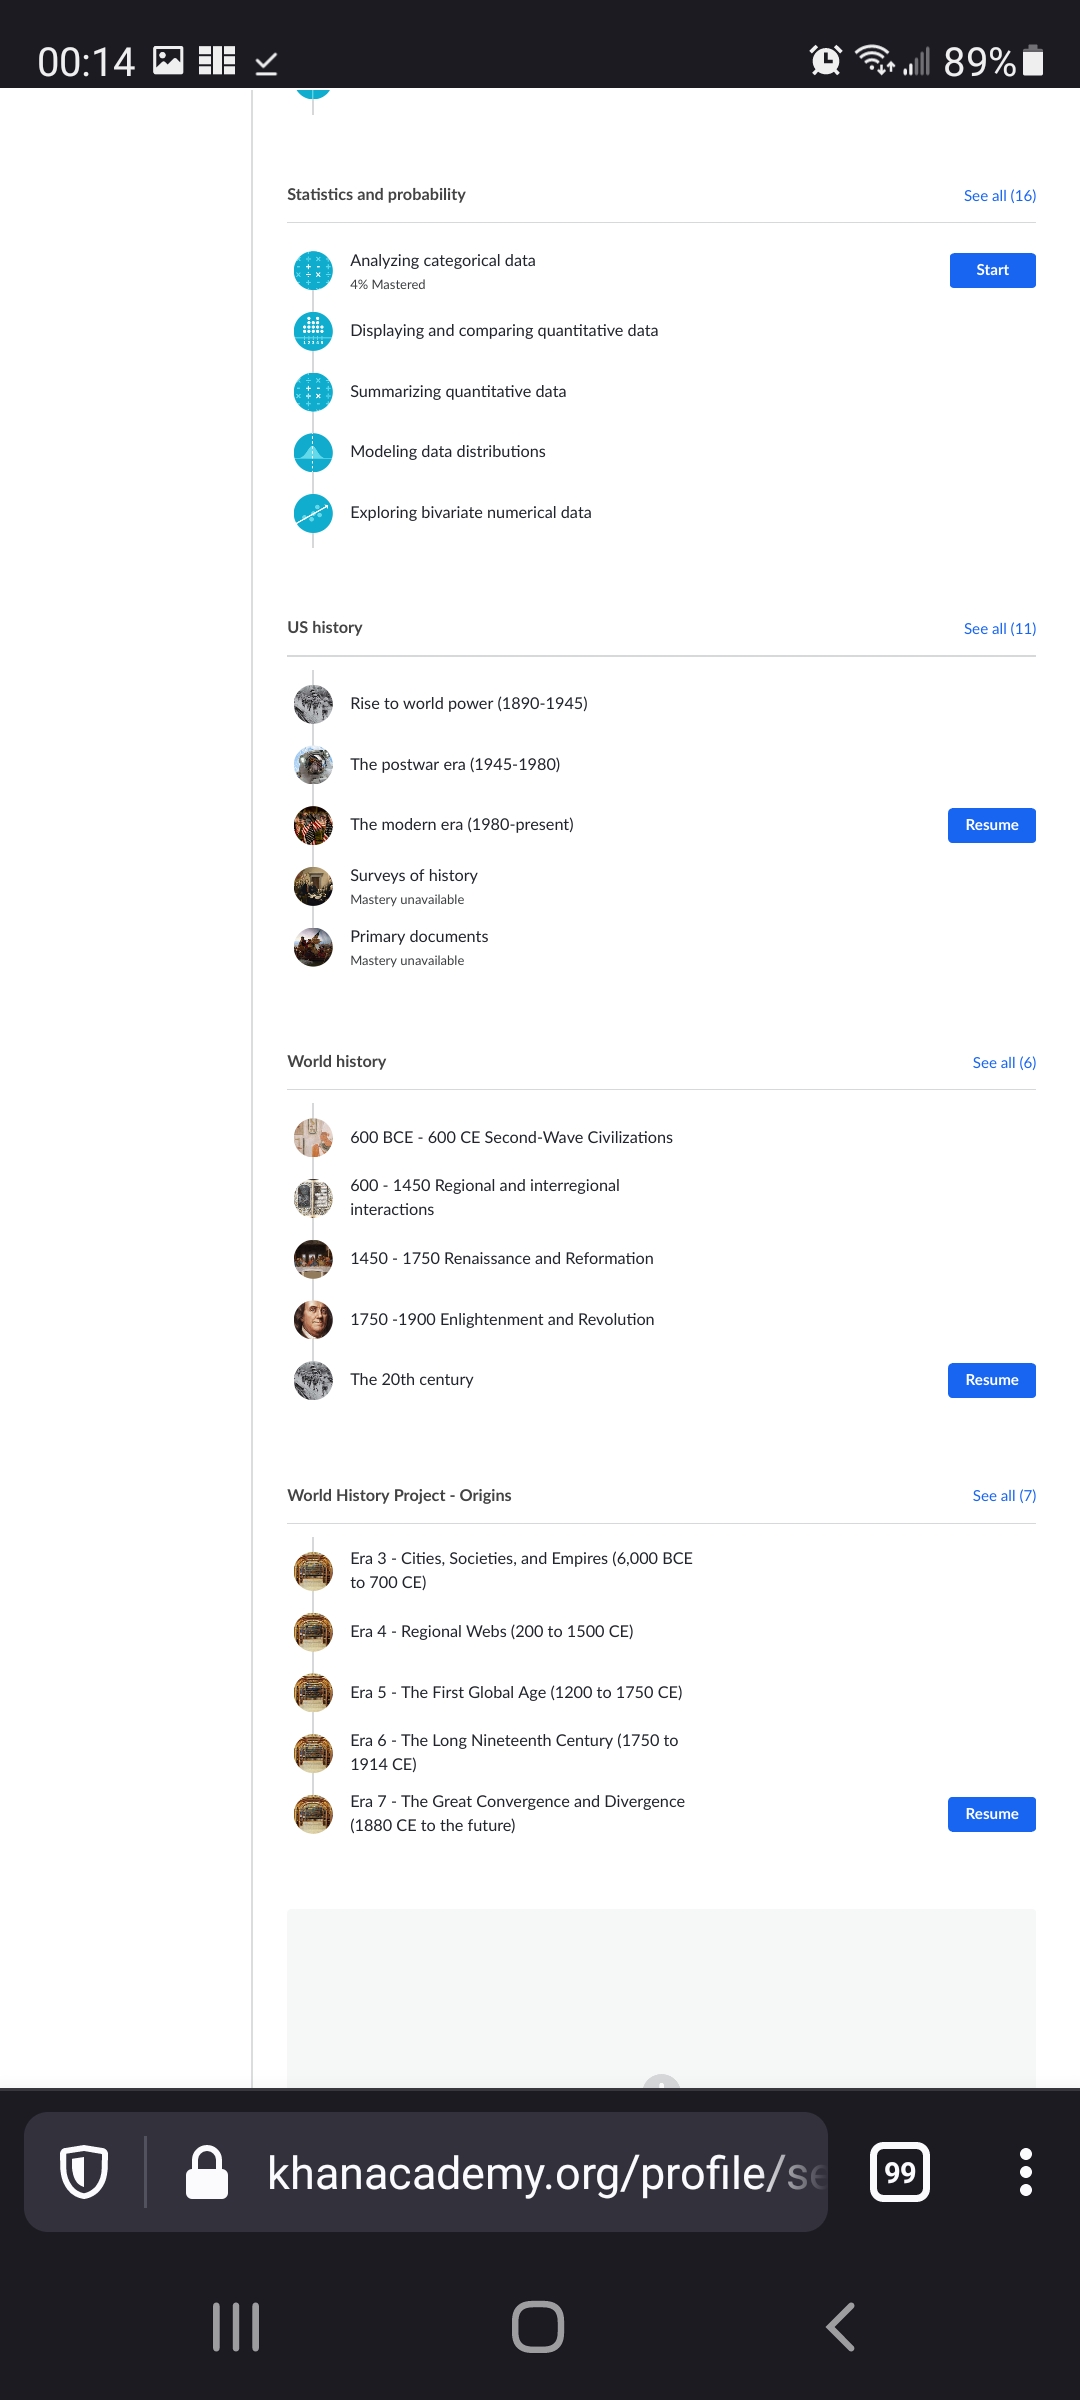 00:14
89%
Statistics and probability
See all (16)
Analyzing categorical data
4% Mastered
Start
Displaying and comparing quantitative data
Summarizing quantitative data
Modeling data distributions
Exploring bivariate numerical data
US history
See all (11)
Rise to world power (1890-1945)
The postwar era (1945-1980)
The modern era (1980-present)
Resume
Surveys of history
Mastery unavailable
Primary documents
Mastery unavailable
World history
See all (6)
600 BCE - 600 CE Second-Wave Civilizations
600 - 1450 Regional and interregional
interactions
1450 - 1750 Renaissance and Reformation
1750 -1900 Enlightenment and Revolution
The 20th century
Resume
World History Project - Origins
See all (7)
Era 3 - Cities, Societies, and Empires (6,000 BCE
to 700 CE)
Era 4 - Regional Webs (200 to 1500 CE)
Era 5 - The First Global Age (1200 to 1750 CE)
Era 6 - The Long Nineteenth Century (1750 to
1914 CE)
Era 7 - The Great Convergence and Divergence
(1880 CE to the future)
Resume
khanacademy.org/profile/se
99